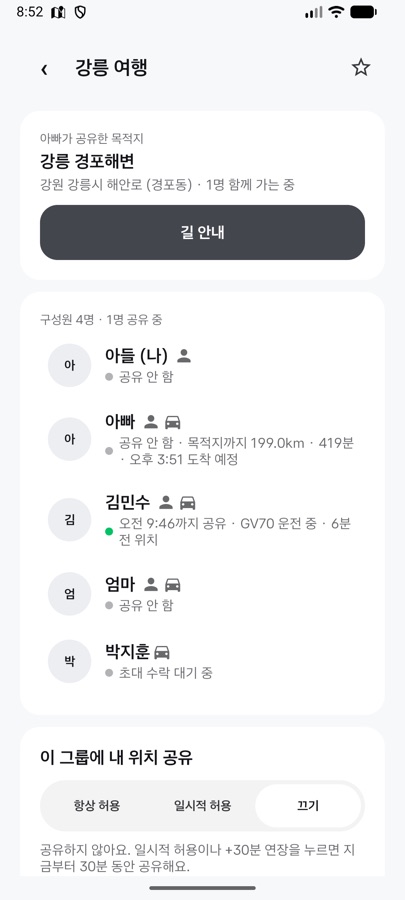 8:52
강릉 여행
아빠가 공유한 목적지
강릉 경포해변
강원 강릉시 해안로 (경포동) · 1명 함께 가는 중
길 안내
구성원 4명 · 1명 공유 중
아
아들 (나)
공유 안 함
아
아빠
공유 안 함 · 목적지까지 199.0km · 419분
· 오후 3:51 도착 예정
김
김민수
오전 9:46까지 공유 · GV70 운전 중 · 6분
전 위치
엄
엄마
공유 안 함
박
박지훈
초대 수락 대기 중
이 그룹에 내 위치 공유
항상 허용
일시적 허용
끄기
공유하지 않아요. 일시적 허용이나 +30분 연장을 누르면 지
금부터 30분 동안 공유해요.